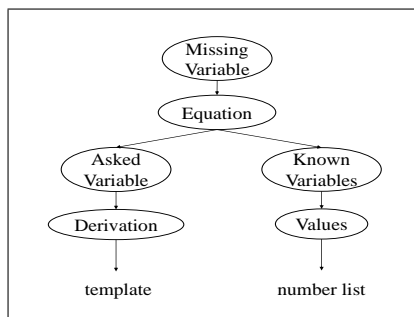 Missing
Variable
Equation
Asked
Variable
Known
Variables
Derivation
Values
template
number list